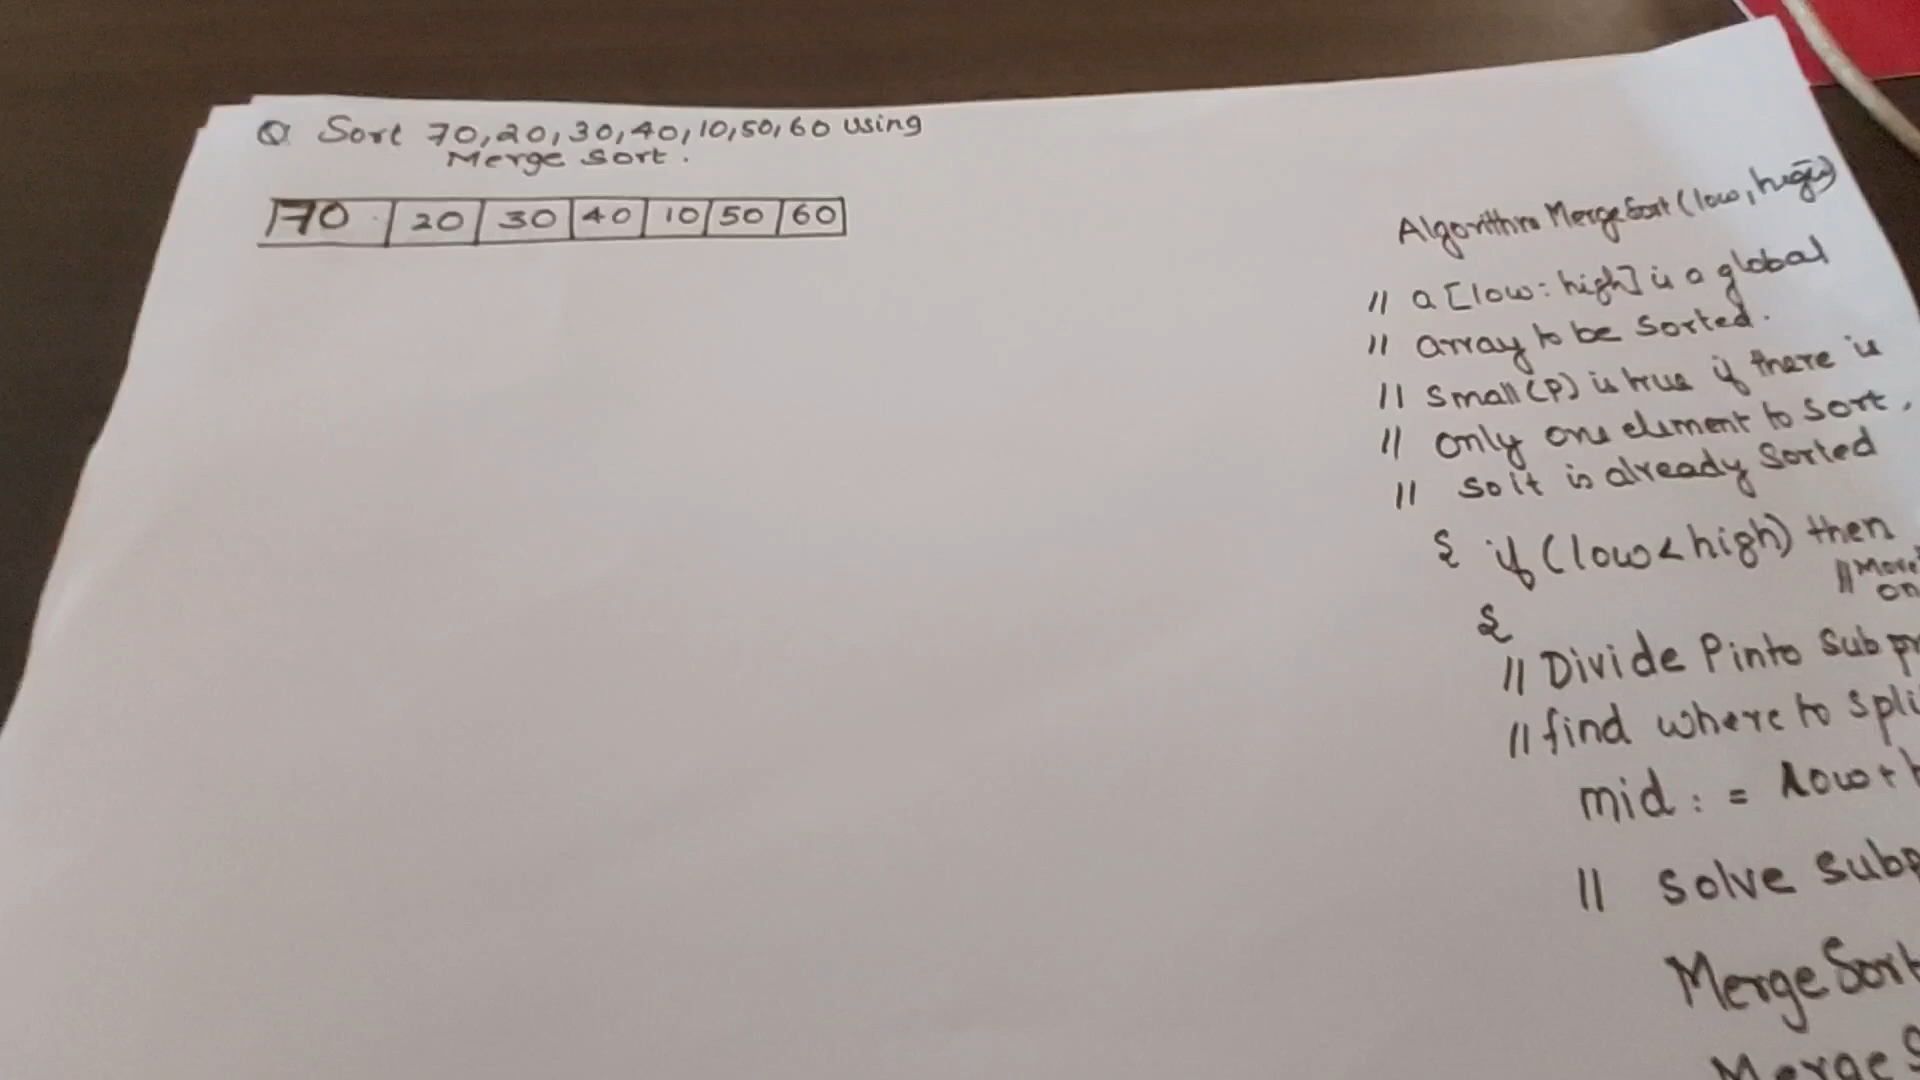 Q Sort 70,20,30,40,10,50,60 using
Merge Sort.
70 20 30 40 10 50 60
Algorithm MergeSort (low, high)
// a [low: high] is a global
// array to be sorted.
// Small (P) is true if there is
// only one element to sort,
// so it is already Sorted
{ if (low < high) then
//
{
// Divide P into Sub
// find where to
mid : = low +
// solve
MergeSort
Merge